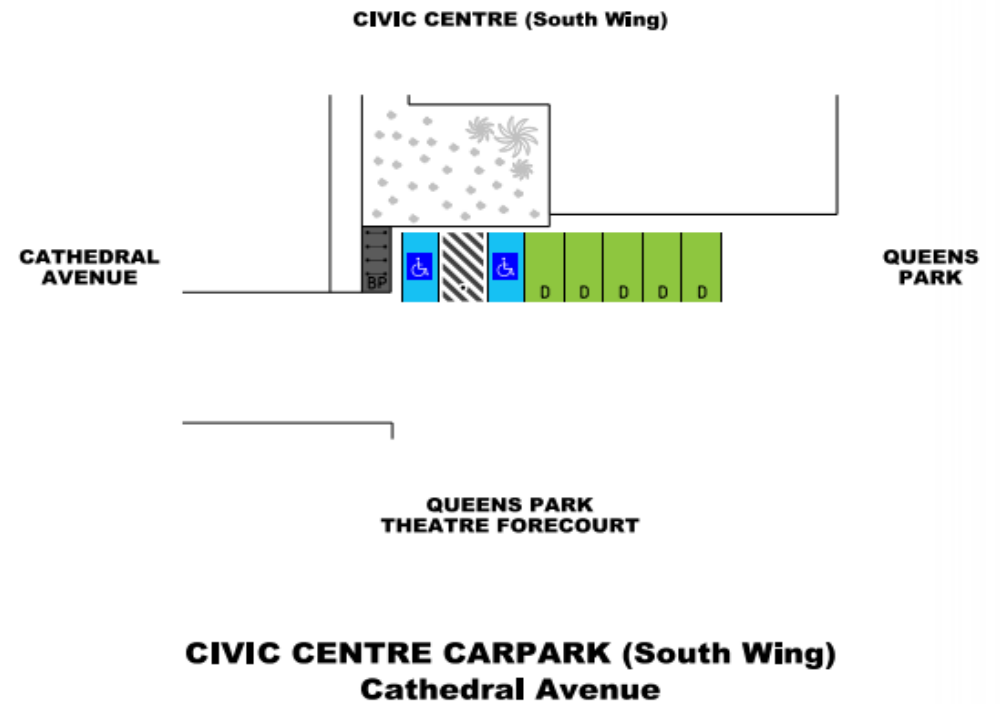 CIVIC CENTRE (South Wing)
CATHEDRAL
AVENUE
QUEENS
PARK
BP
D D D D D
QUEENS PARK
THEATRE FORECOURT
CIVIC CENTRE CARPARK (South Wing)
Cathedral Avenue